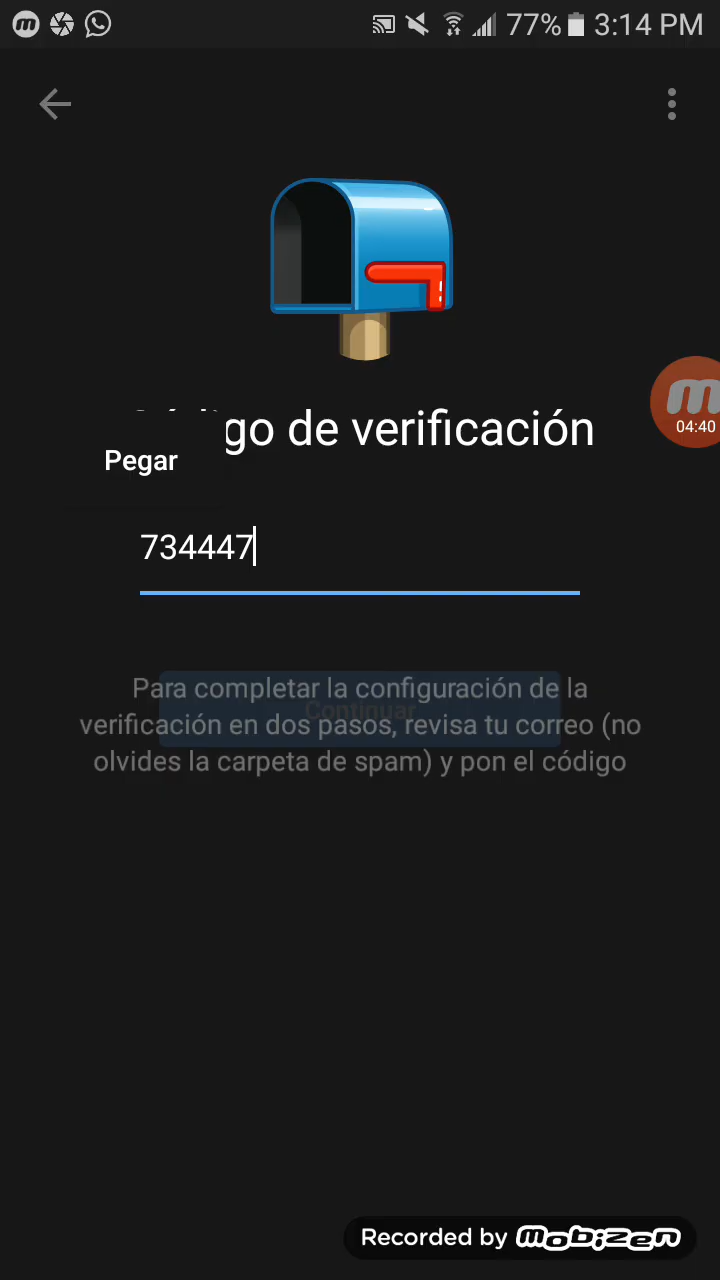 77% 3:14 PM
Código de verificación
Pegar
04:40
734447
Continuar
Para completar la configuración de la
verificación en dos pasos, revisa tu correo (no
olvides la carpeta de spam) y pon el código
Recorded by mobizen